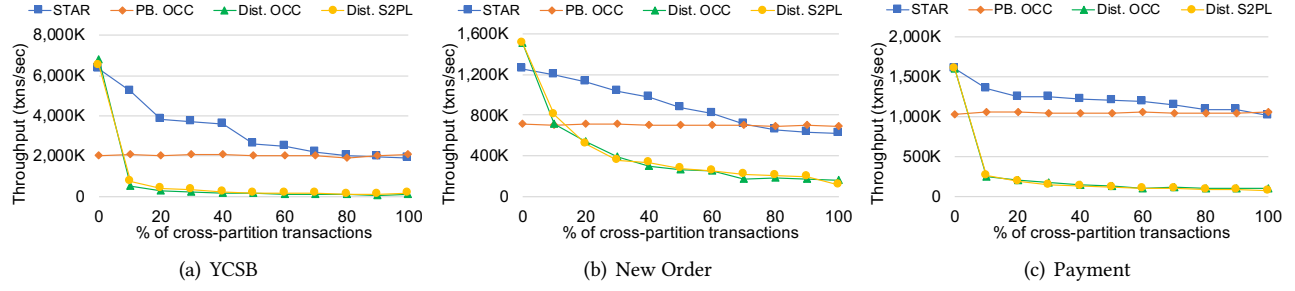 STAR PB. OCC Dist. OCC Dist. S2PL
Throughput (txns/sec)
8,000K
6,000K
4,000K
2,000K
0
0 20 40 60 80 100
% of cross-partition transactions
(a) YCSB
STAR PB. OCC Dist. OCC Dist. S2PL
Throughput (txns/sec)
1,600K
1,200K
800K
400K
0
0 20 40 60 80 100
% of cross-partition transactions
(b) New Order
STAR PB. OCC Dist. OCC Dist. S2PL
Throughput (txns/sec)
2,000K
1,500K
1,000K
500K
0
0 20 40 60 80 100
% of cross-partition transactions
(c) Payment